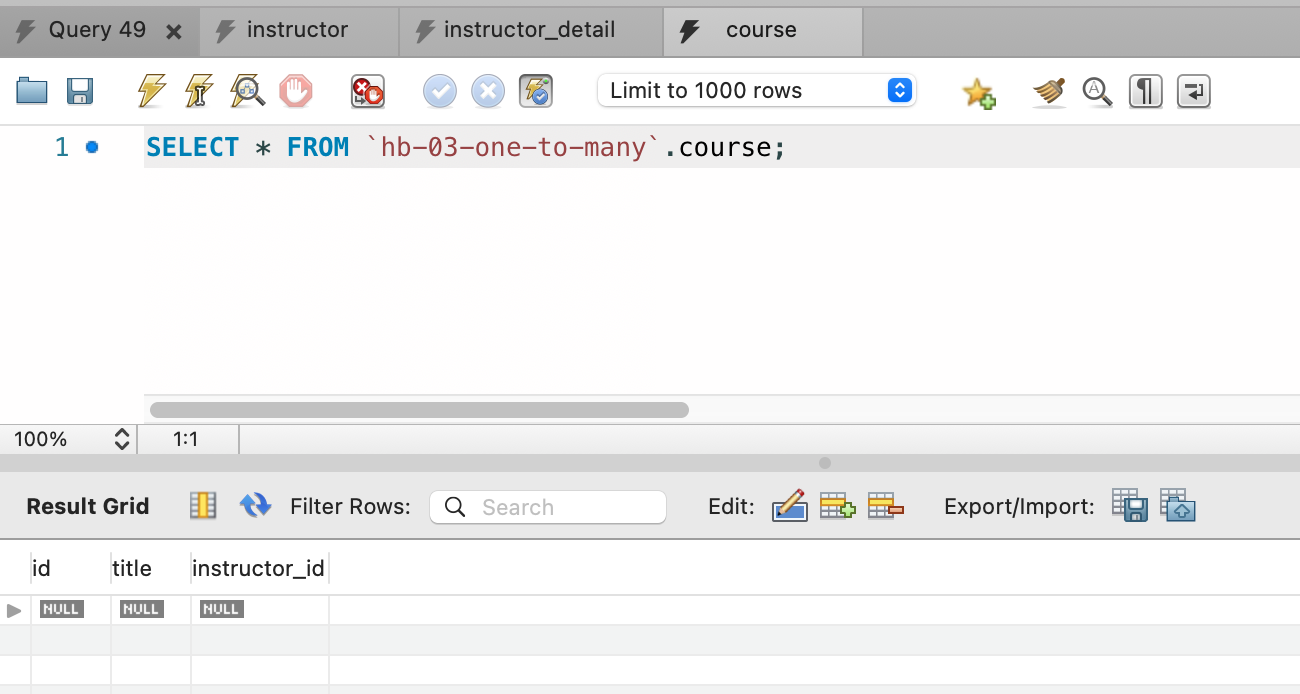 Query 49 instructor instructor_detail course
Limit to 1000 rows
1 SELECT * FROM `hb-03-one-to-many`.course;
100% 1:1
Result Grid Filter Rows: Search Edit: Export/Import:
id title instructor_id
NULL NULL NULL